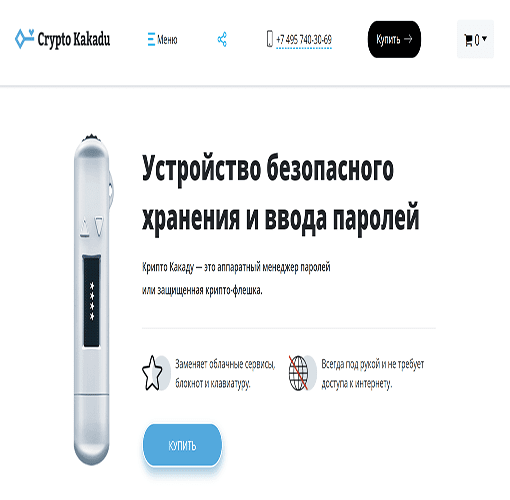 Crypto Kakadu
Меню
+7 495 740-30-69
Купить
0
Устройство безопасного
хранения и ввода паролей
Крипто Какаду — это аппаратный менеджер паролей
или защищенная крипто-флешка.
****
Заменяет облачные сервисы,
блокнот и клавиатуру.
Всегда под рукой и не требует
доступа к интернету.
КУПИТЬ